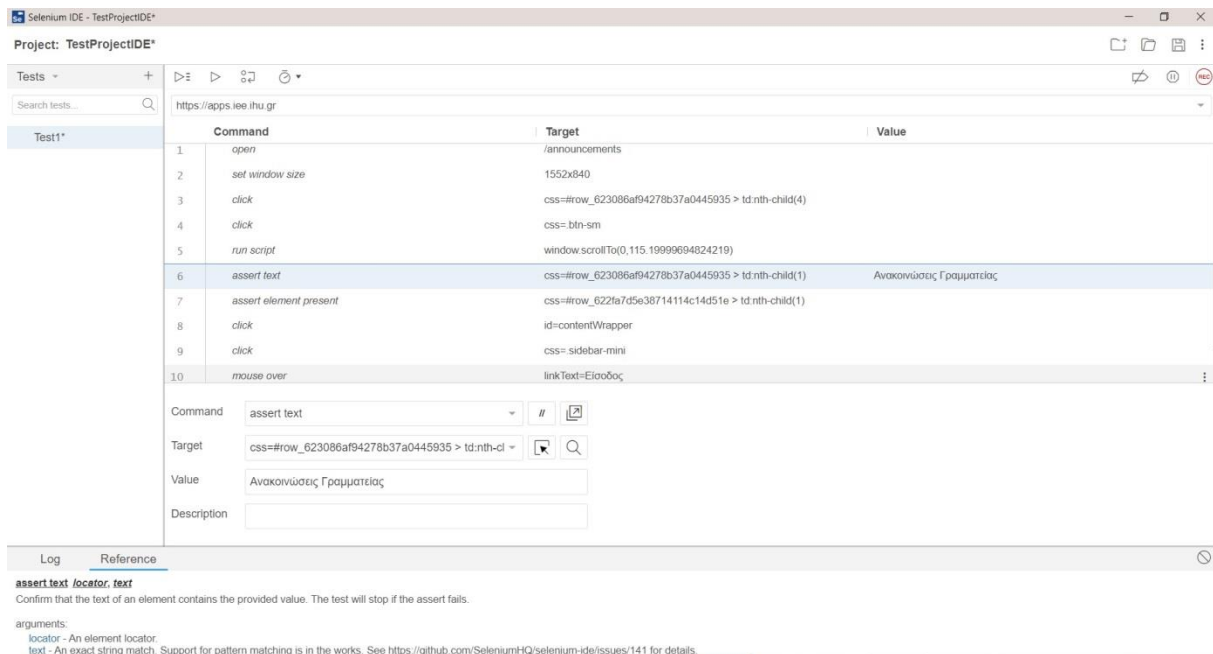 Selenium IDE - TestProjectIDE*
Project: TestProjectIDE*
Tests
Search tests...
https://apps.iee.ihu.gr
REC
Test1*
Command Target Value
1 open /announcements
2 set window size 1552x840
3 click css=#row_623086af94278b37a0445935 > td:nth-child(4)
4 click css=.btn-sm
5 run script window.scrollTo(0,115.19999694824219)
6 assert text css=#row_623086af94278b37a0445935 > td:nth-child(1) Ανακοινώσεις Γραμματείας
7 assert element present css=#row_622fa7d5e38714114c14d51e > td:nth-child(1)
8 click id=contentWrapper
9 click css=.sidebar-mini
10 mouse over linkText=Είσοδος
Command assert text //
Target css=#row_623086af94278b37a0445935 > td:nth-cl
Value Ανακοινώσεις Γραμματείας
Description
Log Reference
assert text locator, text
Confirm that the text of an element contains the provided value. The test will stop if the assert fails.
arguments:
locator - An element locator.
text - An exact string match. Support for pattern matching is in the works. See https://github.com/SeleniumHQ/selenium-ide/issues/141 for details.